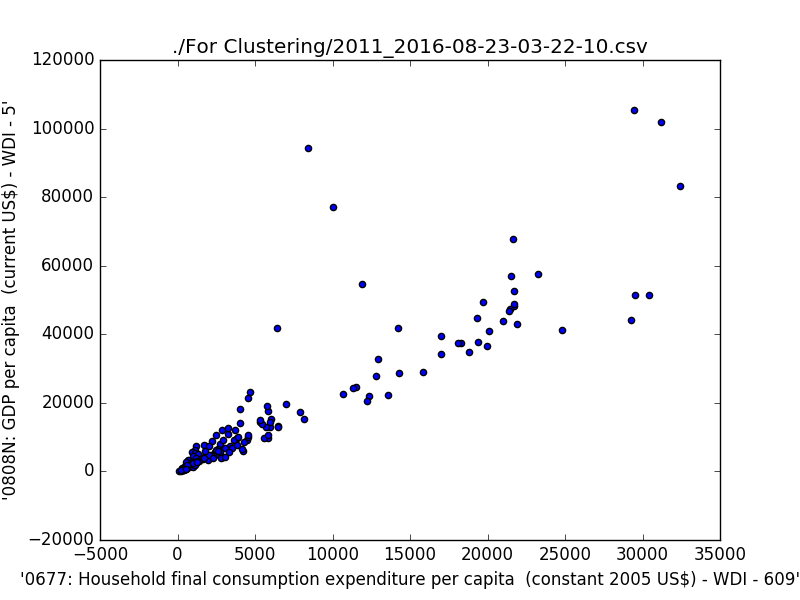 ./For Clustering/2011_2016-08-23-03-22-10.csv
120000
100000
80000
60000
40000
20000
0
−20000
'0808N: GDP per capita  (current US$) - WDI - 5'
−5000 0 5000 10000 15000 20000 25000 30000 35000
'0677: Household final consumption expenditure per capita  (constant 2005 US$) - WDI - 609'